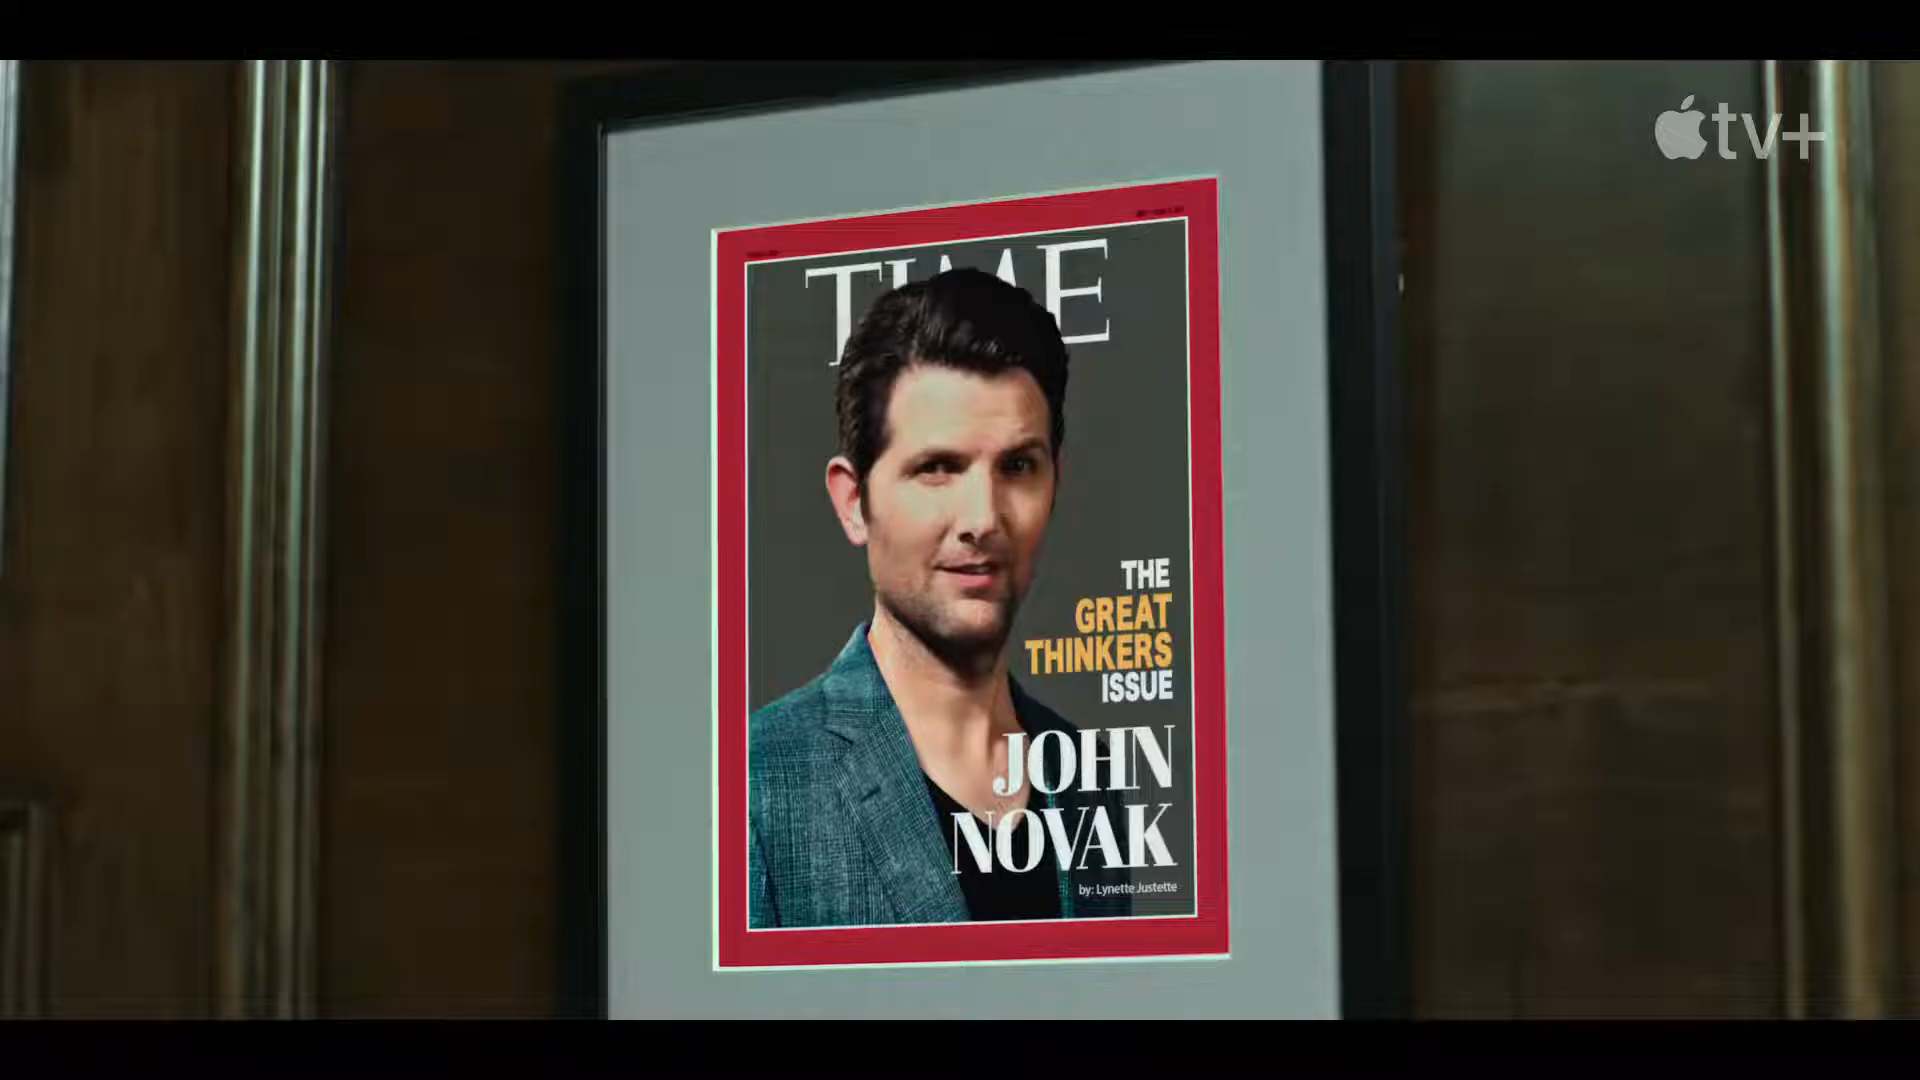 tv+
TIME
THE
GREAT
THINKERS
ISSUE
JOHN
NOVAK
by: Lynette Justette